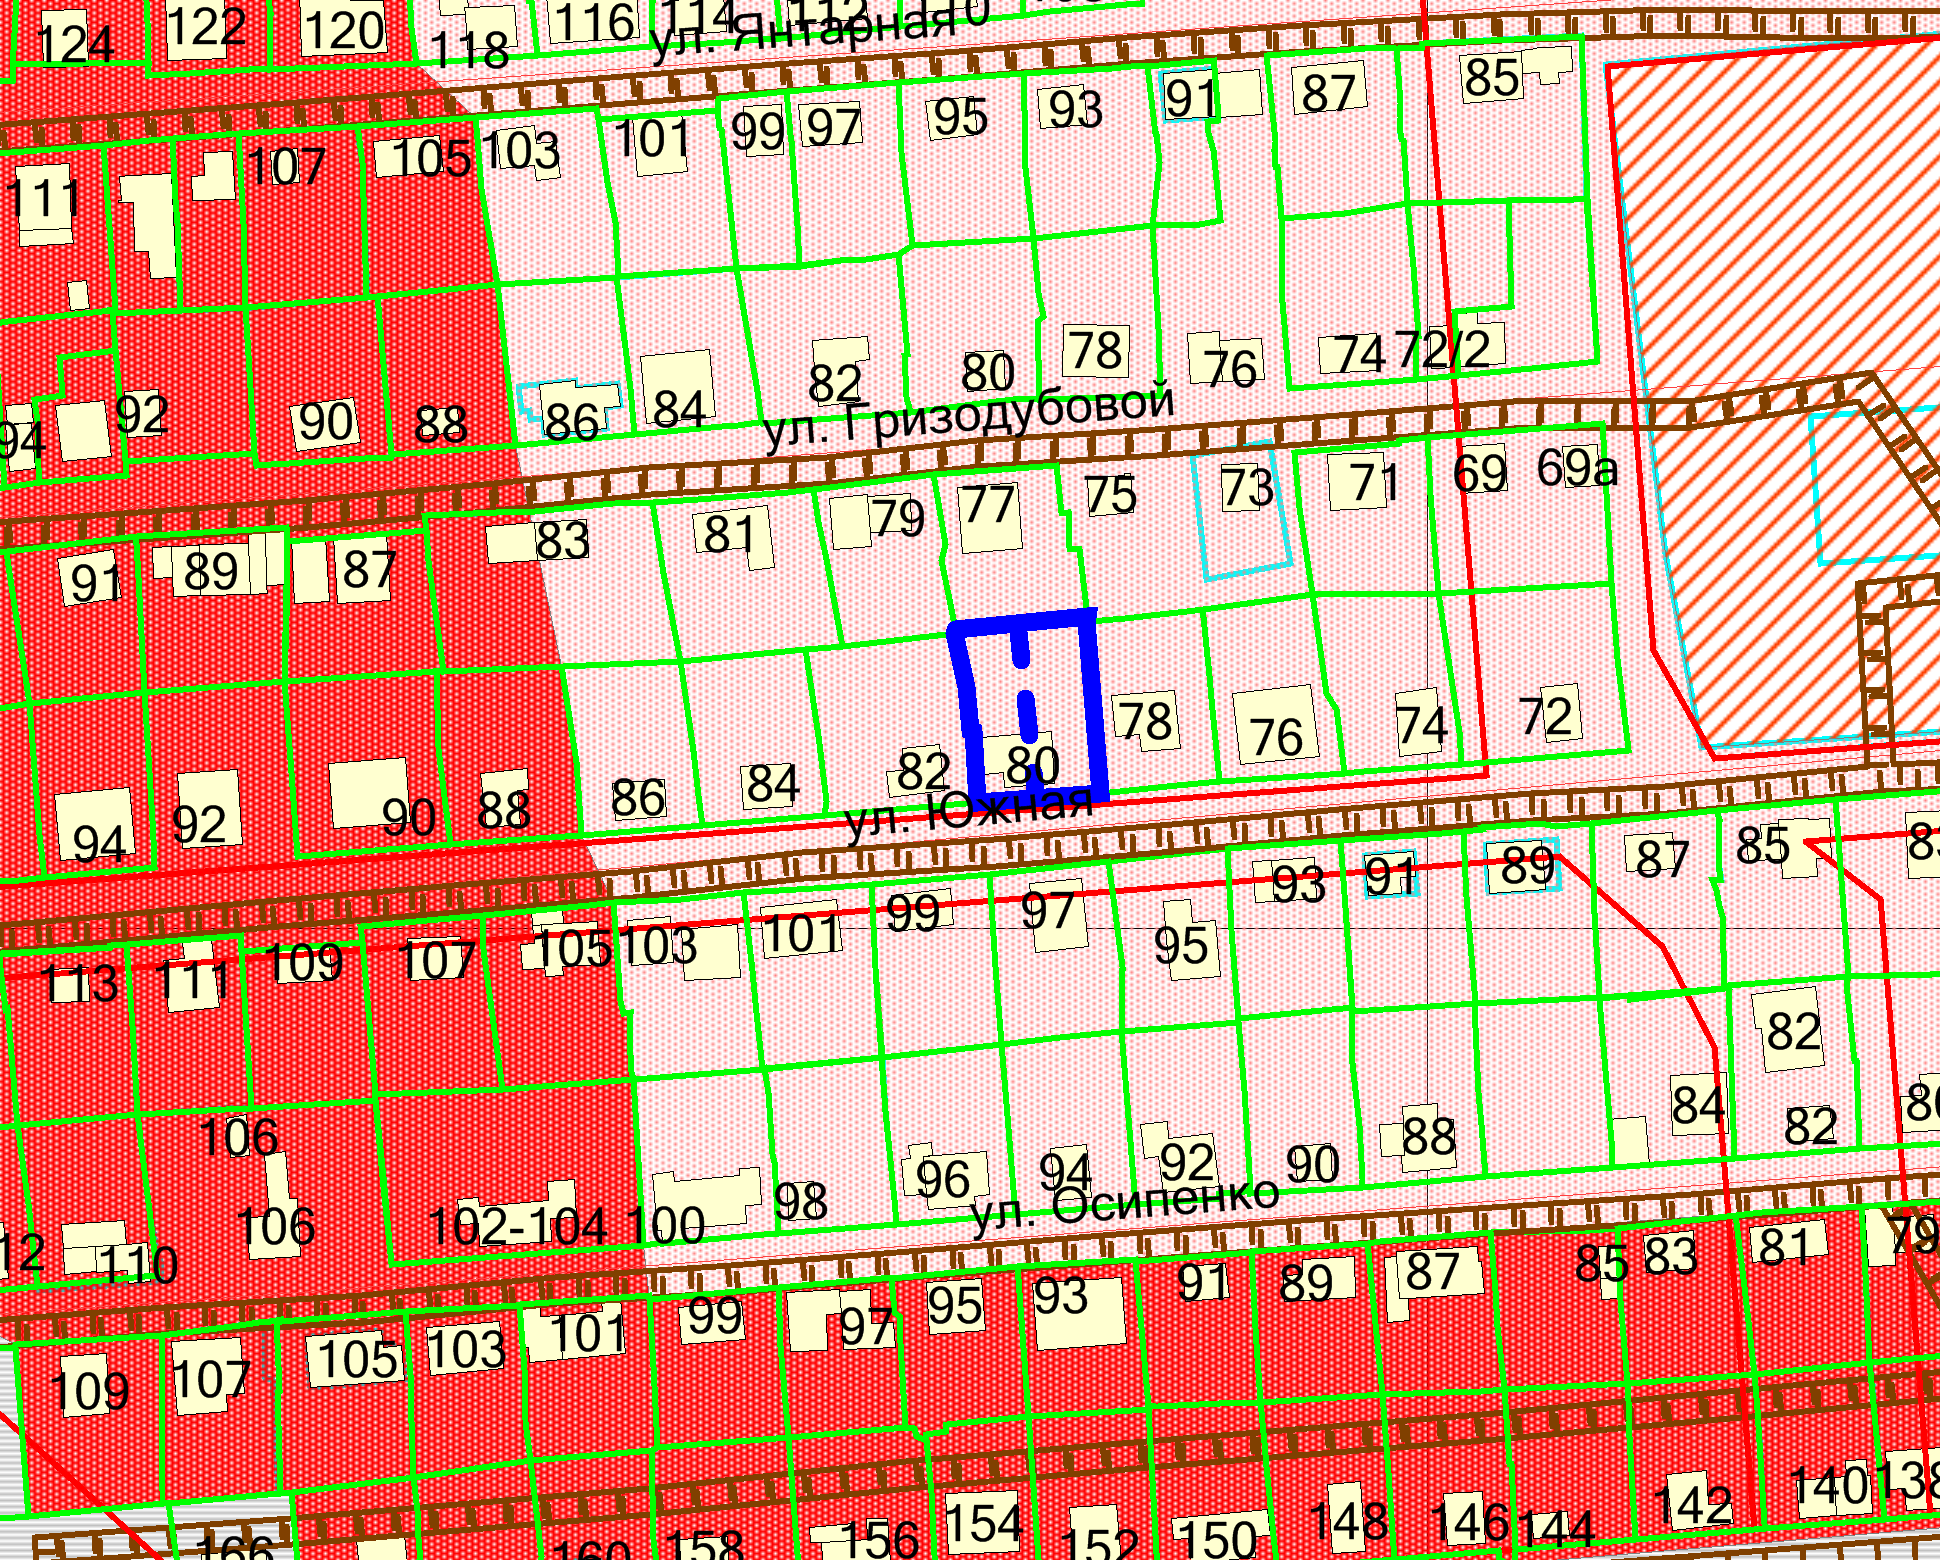 124 122 120 118 116 114 112
ул. Янтарная
111 107 105 103 101 99 97 95 93 91 87 85
94 92 90 88 86 84 82 80 78 76 74 72/2
ул. Гризодубовой
91 89 87 83 81 79 77 75 73 71 69 69а
94 92 90 88 86 84 82 80 78 76 74 72
ул. Южная
113 111 109 107 105 103 101 99 97 95 93 91 89 87 85
82
106 84 82
110 106 102-104 100 98 96 94 92 90 88
ул. Осипенко
109 107 105 103 101 99 97 95 93 91 89 87 85 83 81 79
166 160 158 156 154 152 150 148 146 144 142 140 138